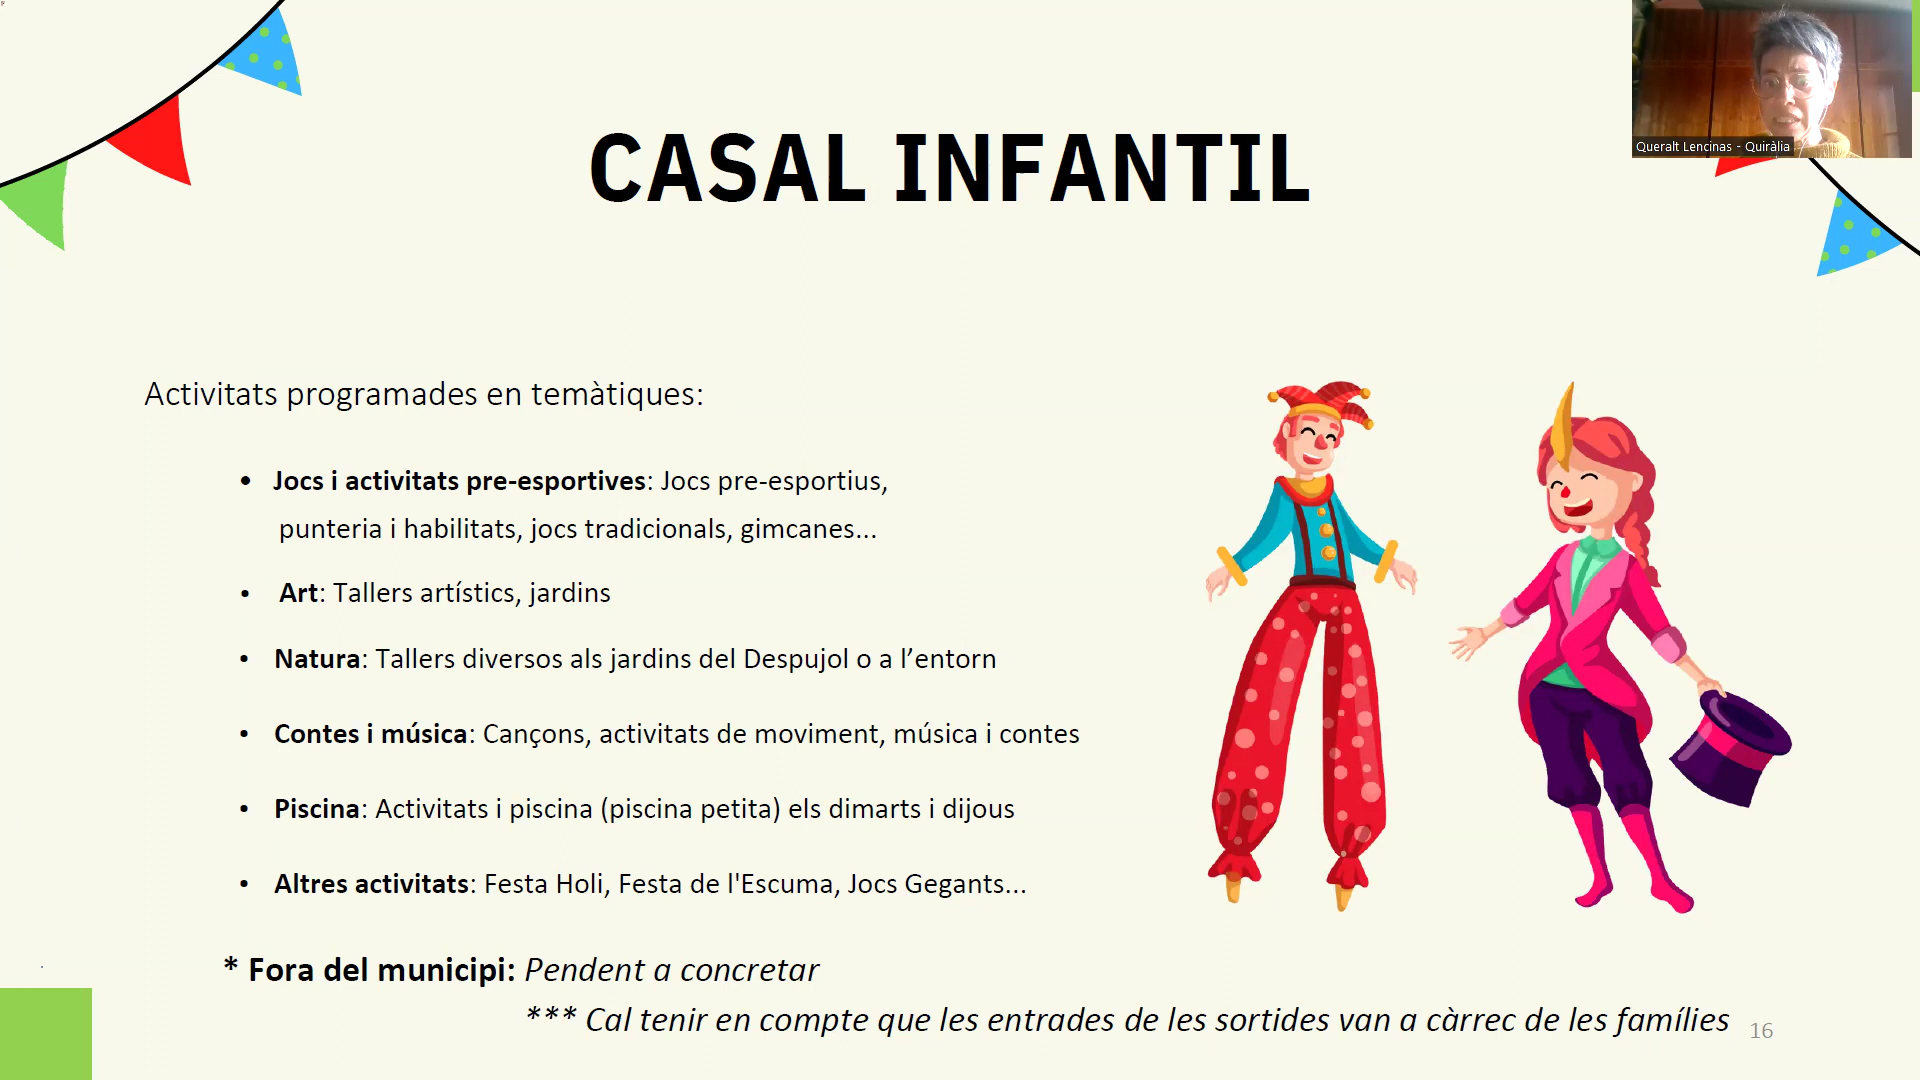 Queralt Lencinas - Quiràlia
CASAL INFANTIL
Activitats programades en temàtiques:
• Jocs i activitats pre-esportives: Jocs pre-esportius,
punteria i habilitats, jocs tradicionals, gimcanes...
• Art: Tallers artístics, jardins
• Natura: Tallers diversos als jardins del Despujol o a l’entorn
• Contes i música: Cançons, activitats de moviment, música i contes
• Piscina: Activitats i piscina (piscina petita) els dimarts i dijous
• Altres activitats: Festa Holi, Festa de l'Escuma, Jocs Gegants...
* Fora del municipi: Pendent a concretar
*** Cal tenir en compte que les entrades de les sortides van a càrrec de les famílies
16